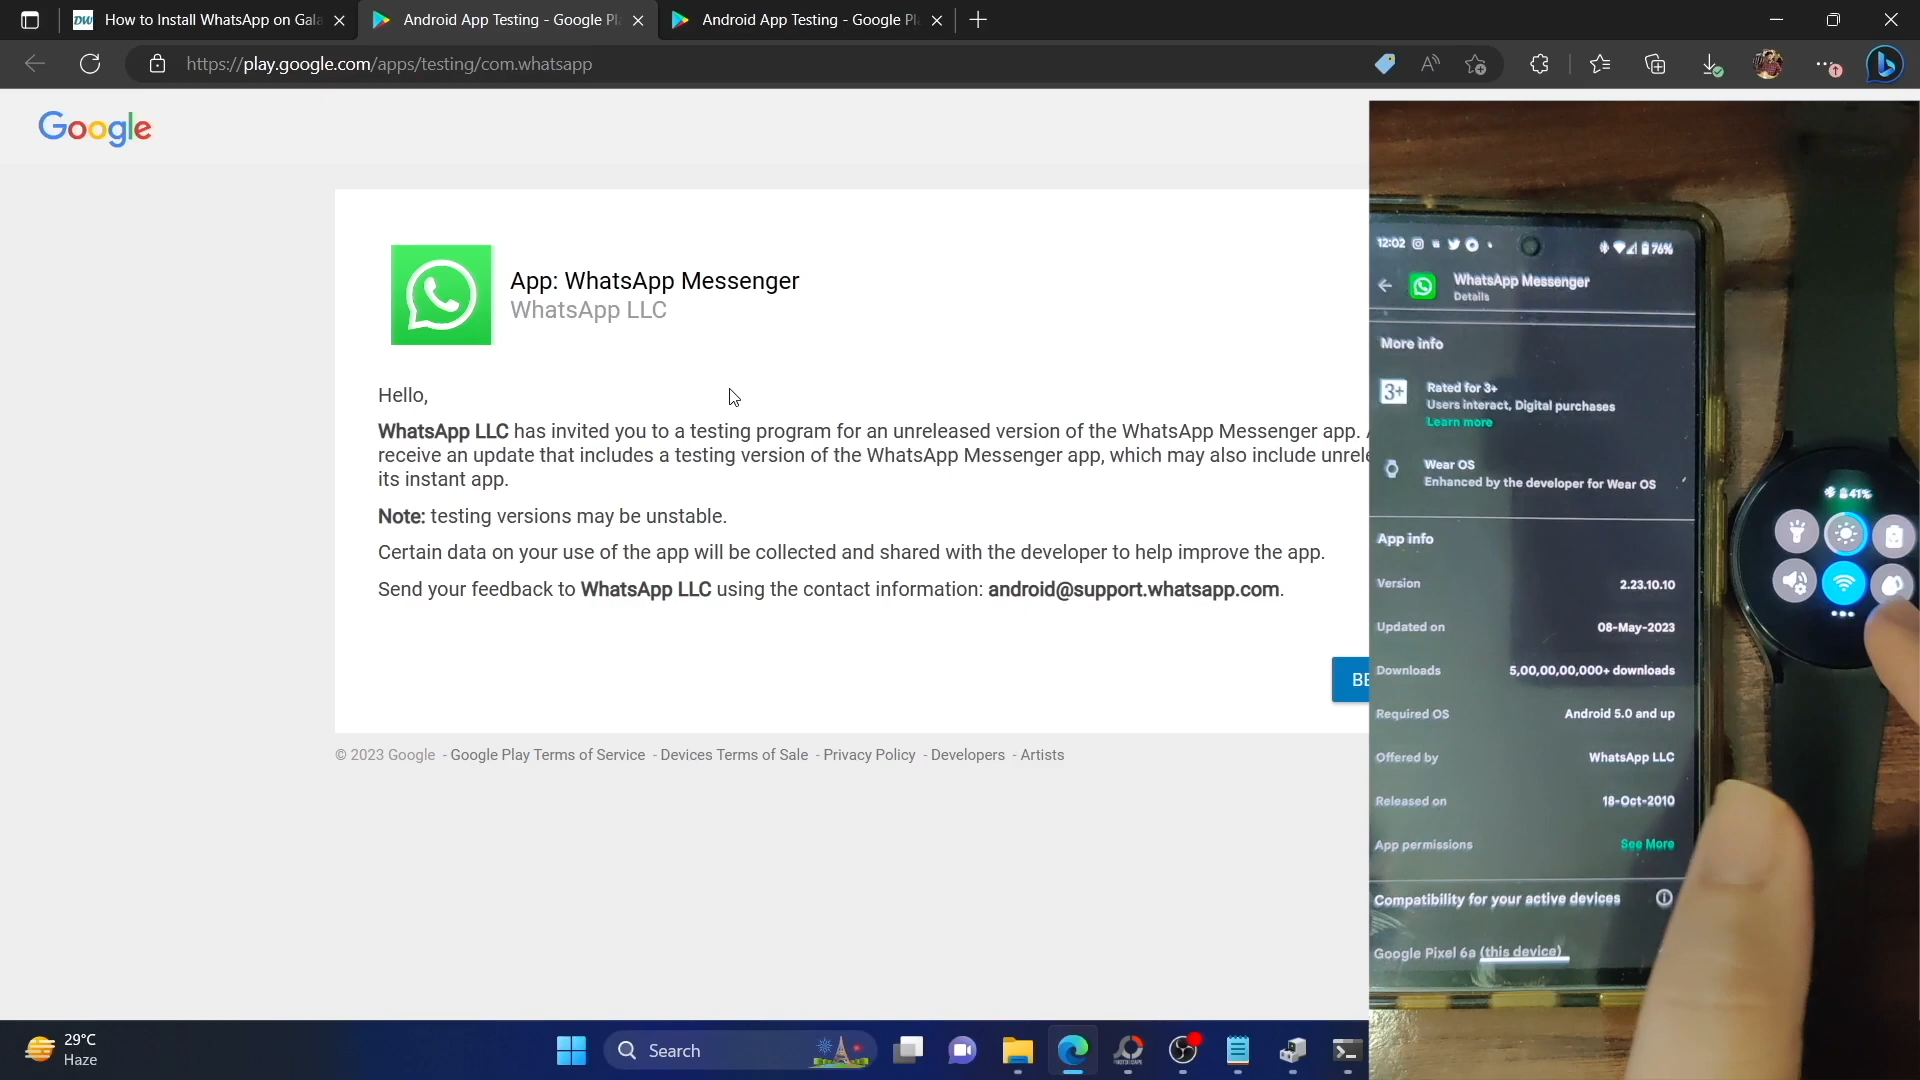 How to Install WhatsApp on Gala
Android App Testing - Google Pl
Android App Testing - Google Pl
https://play.google.com/apps/testing/com.whatsapp
Google
App: WhatsApp Messenger
WhatsApp LLC
Hello,
WhatsApp LLC has invited you to a testing program for an unreleased version of the WhatsApp Messenger app.
receive an update that includes a testing version of the WhatsApp Messenger app, which may also include unrele
its instant app.
Note: testing versions may be unstable.
Certain data on your use of the app will be collected and shared with the developer to help improve the app.
Send your feedback to WhatsApp LLC using the contact information: android@support.whatsapp.com.
BE
© 2023 Google - Google Play Terms of Service - Devices Terms of Sale - Privacy Policy - Developers - Artists
12:02
76%
WhatsApp Messenger
Details
More info
3+
Rated for 3+
Users interact, Digital purchases
Learn more
Wear OS
Enhanced by the developer for Wear OS
App info
Version 2.23.10.10
Updated on 08-May-2023
Downloads 5,00,00,00,000+ downloads
Required OS Android 5.0 and up
Offered by WhatsApp LLC
Released on 18-Oct-2010
App permissions See More
Compatibility for your active devices
Google Pixel 6a (this device)
41%
29°C
Haze
Search